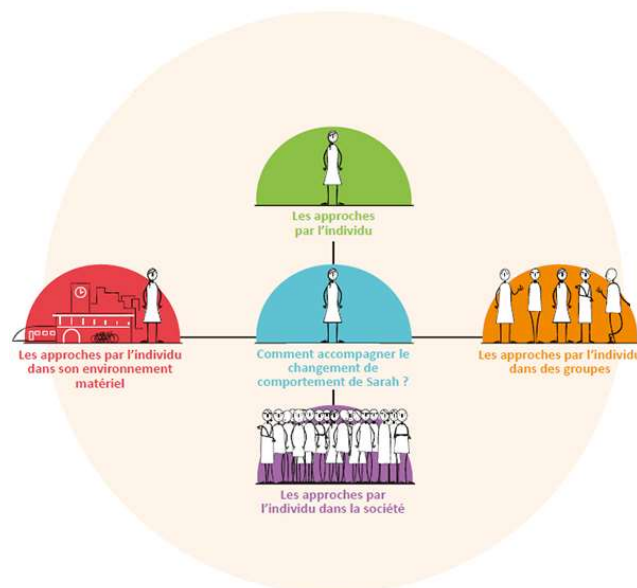 Les approches
par l'individu
Les approches par l'individu
dans son environnement
matériel
Comment accompagner le
changement de
comportement de Sarah ?
Les approches par l'individu
dans des groupes
Les approches par
l'individu dans la société